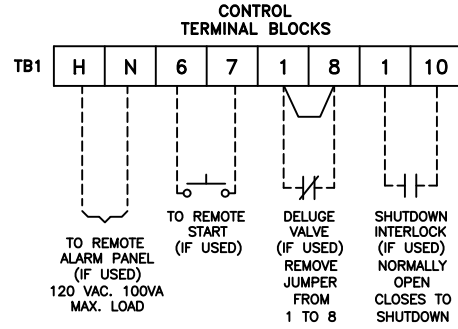 CONTROL
TERMINAL BLOCKS
TB1 H N 6 7 1 8 1 10
TO REMOTE
ALARM PANEL
(IF USED)
120 VAC. 100VA
MAX. LOAD
TO REMOTE
START
(IF USED)
DELUGE
VALVE
(IF USED)
REMOVE
JUMPER
FROM
1 TO 8
SHUTDOWN
INTERLOCK
(IF USED)
NORMALLY
OPEN
CLOSES TO
SHUTDOWN